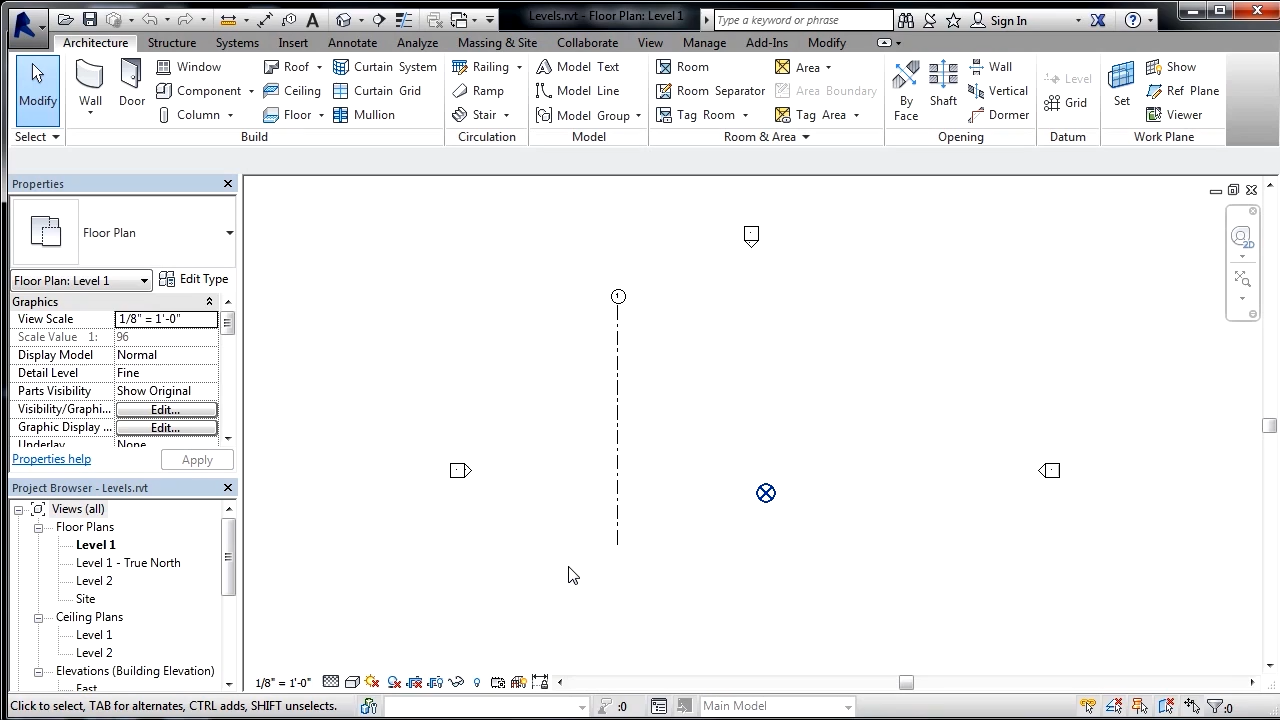 Levels.rvt - Floor Plan: Level 1
Type a keyword or phrase
Sign In
Architecture Structure Systems Insert Annotate Analyze Massing & Site Collaborate View Manage Add-Ins Modify
Modify
Wall
Door
Window
Component
Column
Roof
Ceiling
Floor
Curtain System
Curtain Grid
Mullion
Railing
Ramp
Stair
Model Text
Model Line
Model Group
Room
Room Separator
Tag Room
Area
Area Boundary
Tag Area
By
Face
Shaft
Wall
Vertical
Dormer
Level
Grid
Set
Show
Ref Plane
Viewer
Select Build Circulation Model Room & Area Opening Datum Work Plane
Properties
Floor Plan
Floor Plan: Level 1
Edit Type
Graphics
View Scale 1/8" = 1'-0"
Scale Value 1: 96
Display Model Normal
Detail Level Fine
Parts Visibility Show Original
Visibility/Graphi... Edit...
Graphic Display ... Edit...
Underlay None
Properties help
Apply
Project Browser - Levels.rvt
Views (all)
Floor Plans
Level 1
Level 1 - True North
Level 2
Site
Ceiling Plans
Level 1
Level 2
Elevations (Building Elevation)
East
1
2D
1/8" = 1'-0"
Click to select, TAB for alternates, CTRL adds, SHIFT unselects.
:0
Main Model
:0